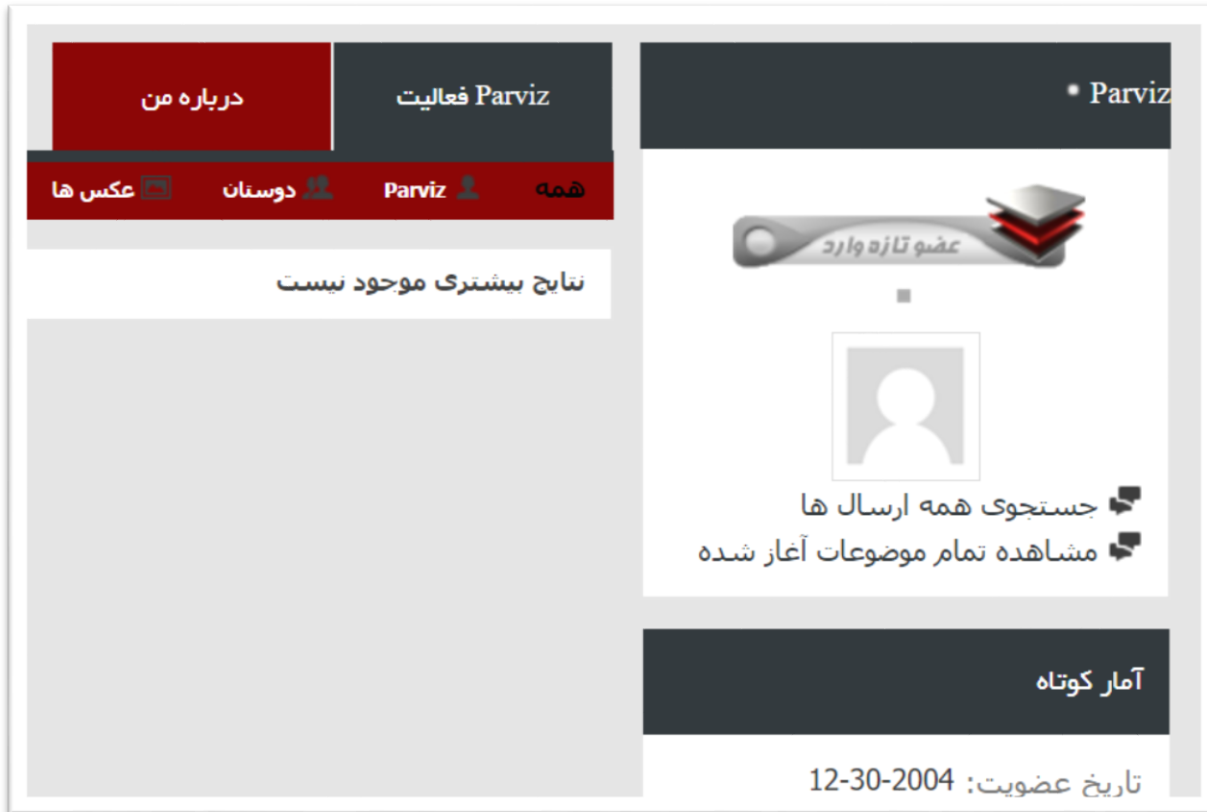 Parviz
عضو تازه وارد
جستجوی همه ارسال ها
مشاهده تمام موضوعات آغاز شده
آمار کوتاه
تاریخ عضویت: 12-30-2004
Parviz فعالیت
درباره من
همه
Parviz
دوستان
عکس ها
نتایج بیشتری موجود نیست